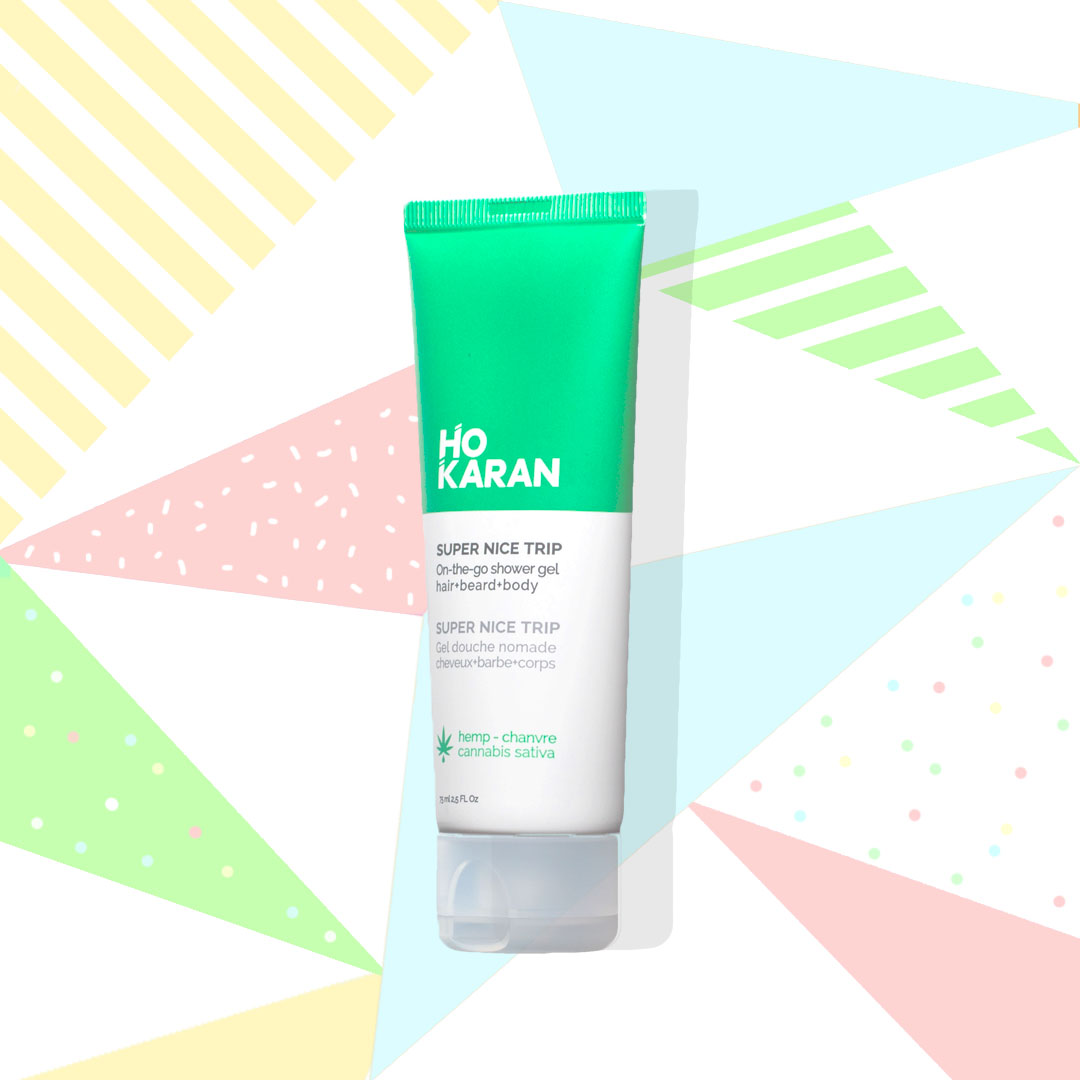 HO
KARAN
SUPER NICE TRIP
On-the-go shower gel
hair+beard+body
SUPER NICE TRIP
Gel douche nomade
cheveux+barbe+corps
hemp - chanvre
cannabis sativa
75 ml 2,5 FL Oz